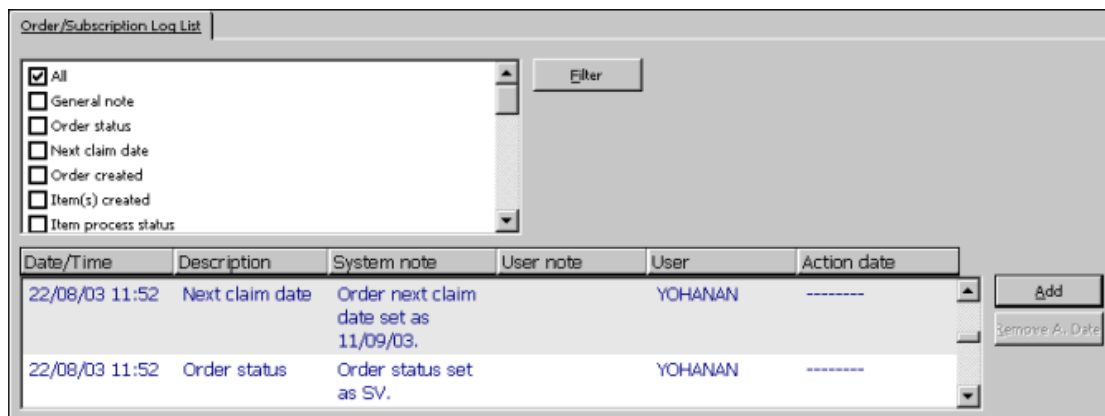 Order/Subscription Log List
All
Filter
General note
Order status
Next claim date
Order created
Item(s) created
Item process status
Date/Time Description System note User note User Action date
22/08/03 11:52 Next claim date Order next claim YOHANAN --------
date set as
11/09/03.
Add
Remove A. Date
22/08/03 11:52 Order status Order status set YOHANAN --------
as SV.